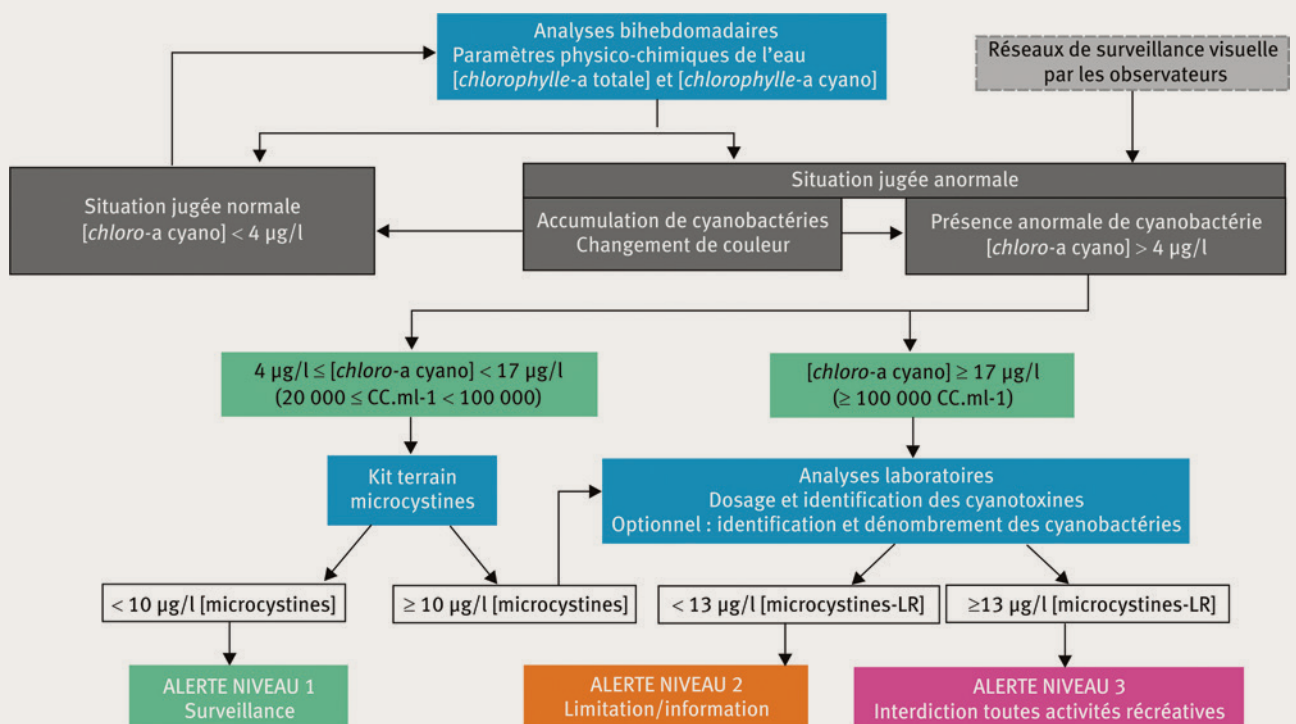 Analyses bihebdomadaires
Paramètres physico-chimiques de l'eau
[chlorophylle-a totale] et [chlorophylle-a cyano]
Réseaux de surveillance visuelle
par les observateurs
Situation jugée normale
[chloro-a cyano] < 4 µg/l
Situation jugée anormale
Accumulation de cyanobactéries
Changement de couleur
Présence anormale de cyanobactérie
[chloro-a cyano] > 4 µg/l
4 µg/l ≤ [chloro-a cyano] < 17 µg/l
(20 000 ≤ CC.ml-1 < 100 000)
[chloro-a cyano] ≥ 17 µg/l
(≥ 100 000 CC.ml-1)
Kit terrain
microcystines
Analyses laboratoires
Dosage et identification des cyanotoxines
Optionnel : identification et dénombrement des cyanobactéries
< 10 µg/l [microcystines]
≥ 10 µg/l [microcystines]
< 13 µg/l [microcystines-LR]
≥13 µg/l [microcystines-LR]
ALERTE NIVEAU 1
Surveillance
ALERTE NIVEAU 2
Limitation/information
ALERTE NIVEAU 3
Interdiction toutes activités récréatives